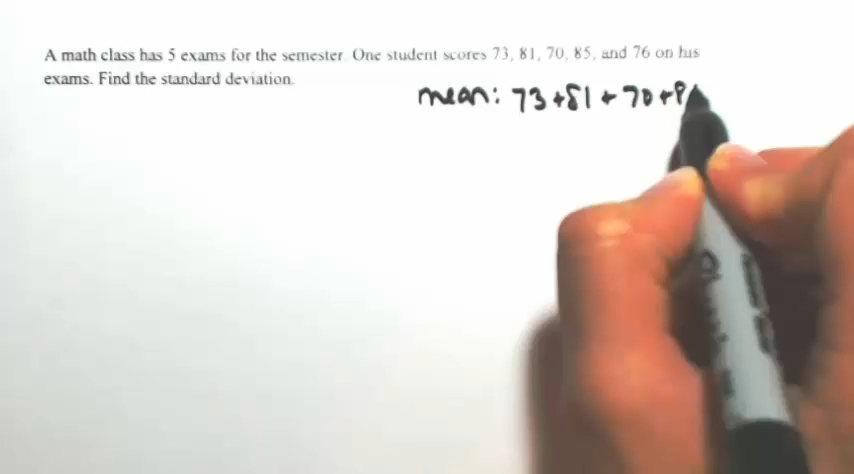 A math class has 5 exams for the semester. One student scores 73, 81, 70, 85, and 76 on his
exams. Find the standard deviation.
mean: 73+81+70+8